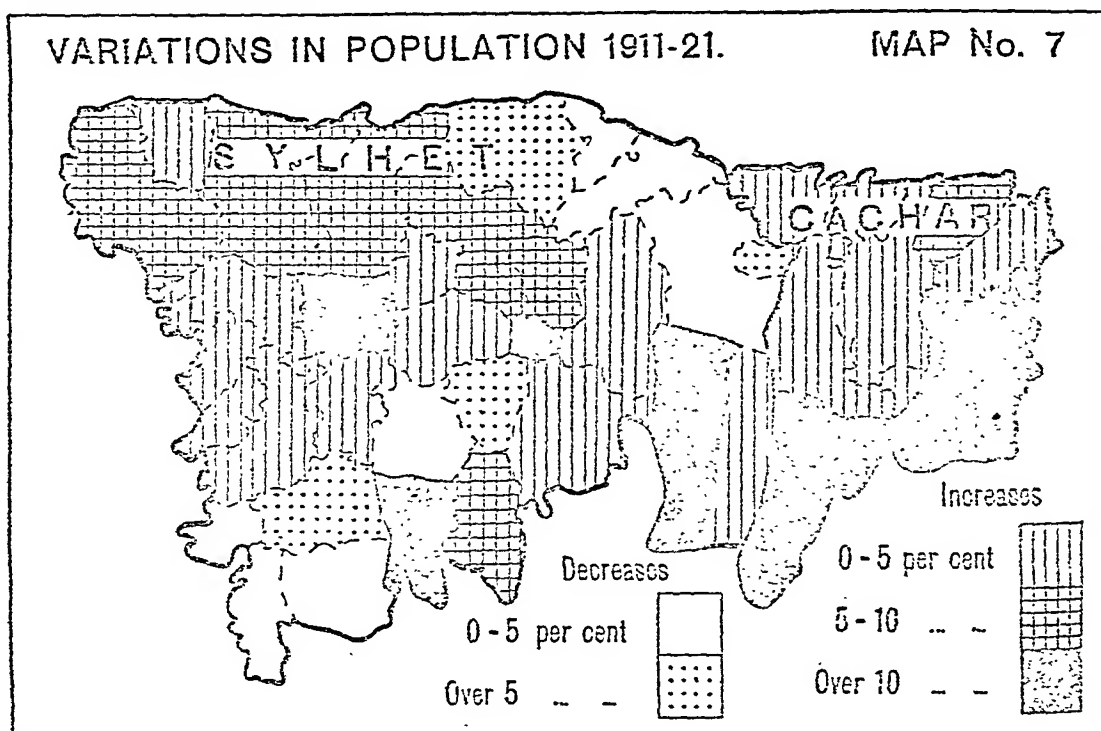 VARIATIONS IN POPULATION 1911-21. MAP No. 7
SYLHET
CACHAR
Decreases
0-5 per cent
Over 5 " "
Increases
0-5 per cent
5-10 " "
Over 10 " "